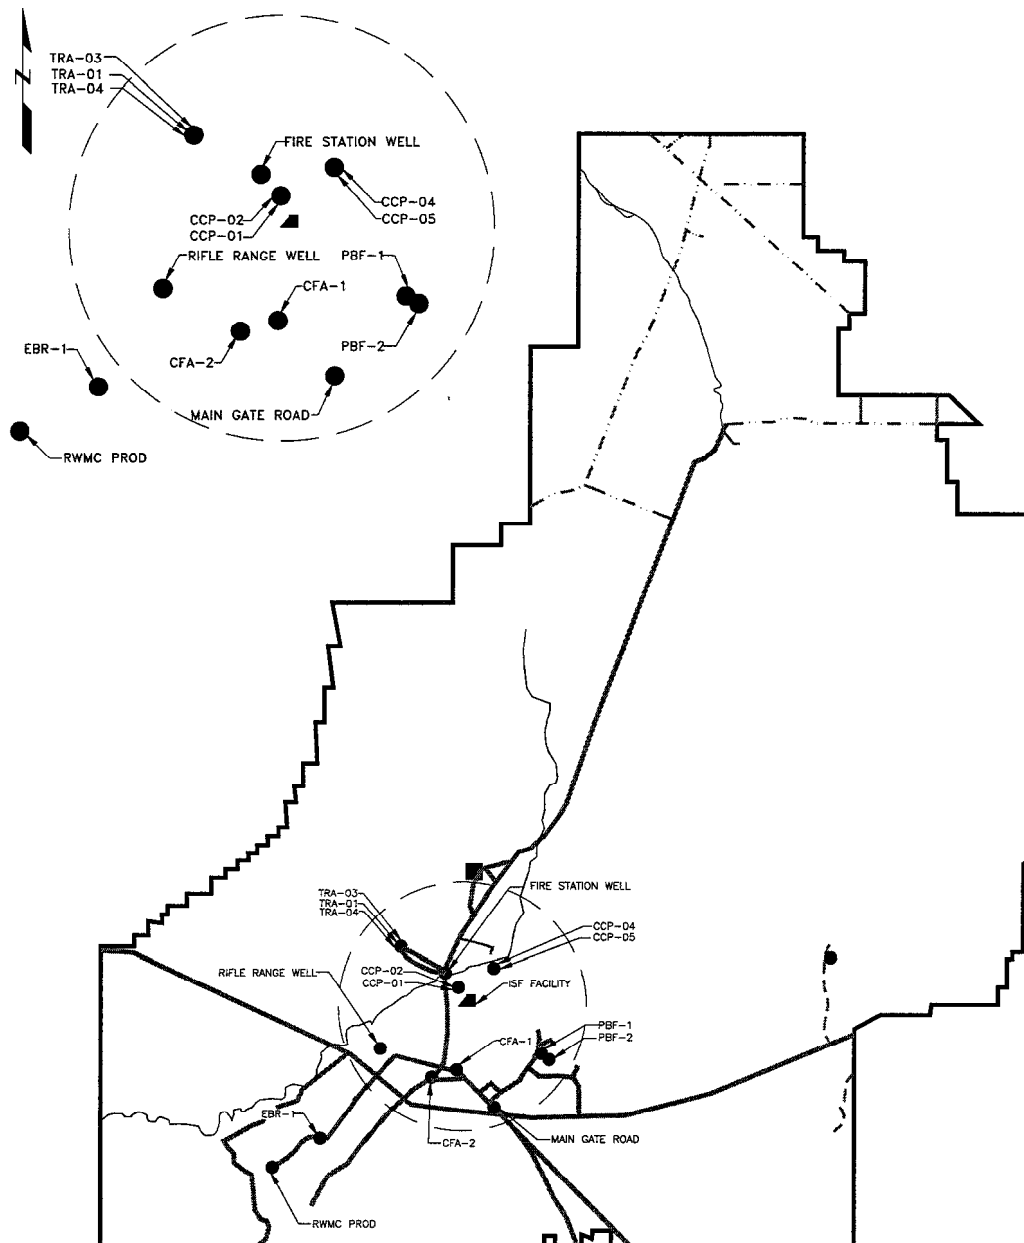 TRA-03
TRA-01
TRA-04
N
FIRE STATION WELL
CCP-04
CCP-05
CCP-02
CCP-01
RIFLE RANGE WELL
PBF-1
CFA-1
PBF-2
EBR-1
CFA-2
MAIN GATE ROAD
RWMC PROD
FIRE STATION WELL
TRA-03
TRA-01
TRA-04
CCP-04
CCP-05
RIFLE RANGE WELL
CCP-02
CCP-01
ISF FACILITY
PBF-1
PBF-2
CFA-1
EBR-1
CFA-2
MAIN GATE ROAD
RWMC PROD